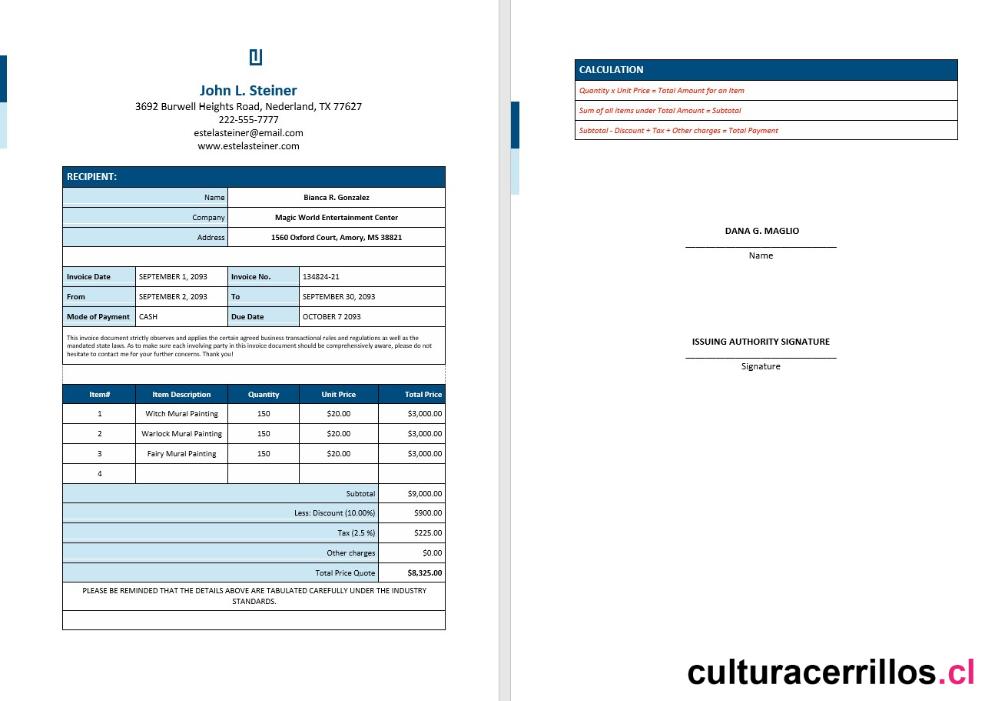 John L. Steiner
3692 Burwell Heights Road, Nederland, TX 77627
222-555-7777
estelasteiner@email.com
www.estelasteiner.com
RECIPIENT:
Name Bianca R. Gonzalez
Company Magic World Entertainment Center
Address 1560 Oxford Court, Amory, MS 38821
Invoice Date SEPTEMBER 1, 2093 Invoice No. 134824-21
From SEPTEMBER 2, 2093 To SEPTEMBER 30, 2093
Mode of Payment CASH Due Date OCTOBER 7 2093
This invoice document strictly observes and applies the certain agreed business transactional rules and regulations as well as the
mandated state laws. As to make sure each involving party in this invoice document should be comprehensively aware, please do not
hesitate to contact me for your further concerns. Thank you!
Item# Item Description Quantity Unit Price Total Price
1 Witch Mural Painting 150 $20.00 $3,000.00
2 Warlock Mural Painting 150 $20.00 $3,000.00
3 Fairy Mural Painting 150 $20.00 $3,000.00
4
Subtotal $9,000.00
Less: Discount (10.00%) $900.00
Tax (2.5 %) $225.00
Other charges $0.00
Total Price Quote $8,325.00
PLEASE BE REMINDED THAT THE DETAILS ABOVE ARE TABULATED CAREFULLY UNDER THE INDUSTRY
STANDARDS.
CALCULATION
Quantity x Unit Price = Total Amount for an Item
Sum of all items under Total Amount = Subtotal
Subtotal - Discount + Tax + Other charges = Total Payment
DANA G. MAGLIO
Name
ISSUING AUTHORITY SIGNATURE
Signature
culturacerrillos.cl